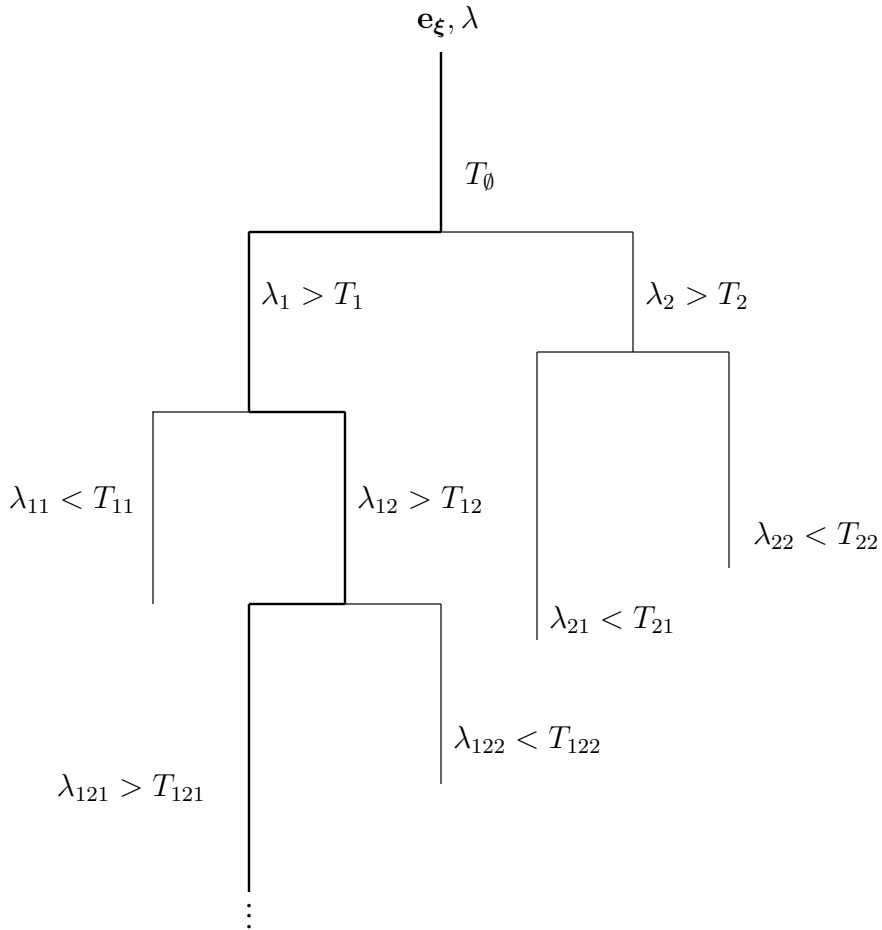 e_ξ, λ
T_∅
λ_1 > T_1
λ_2 > T_2
λ_11 < T_11
λ_12 > T_12
λ_22 < T_22
λ_21 < T_21
λ_122 < T_122
λ_121 > T_121
⋮